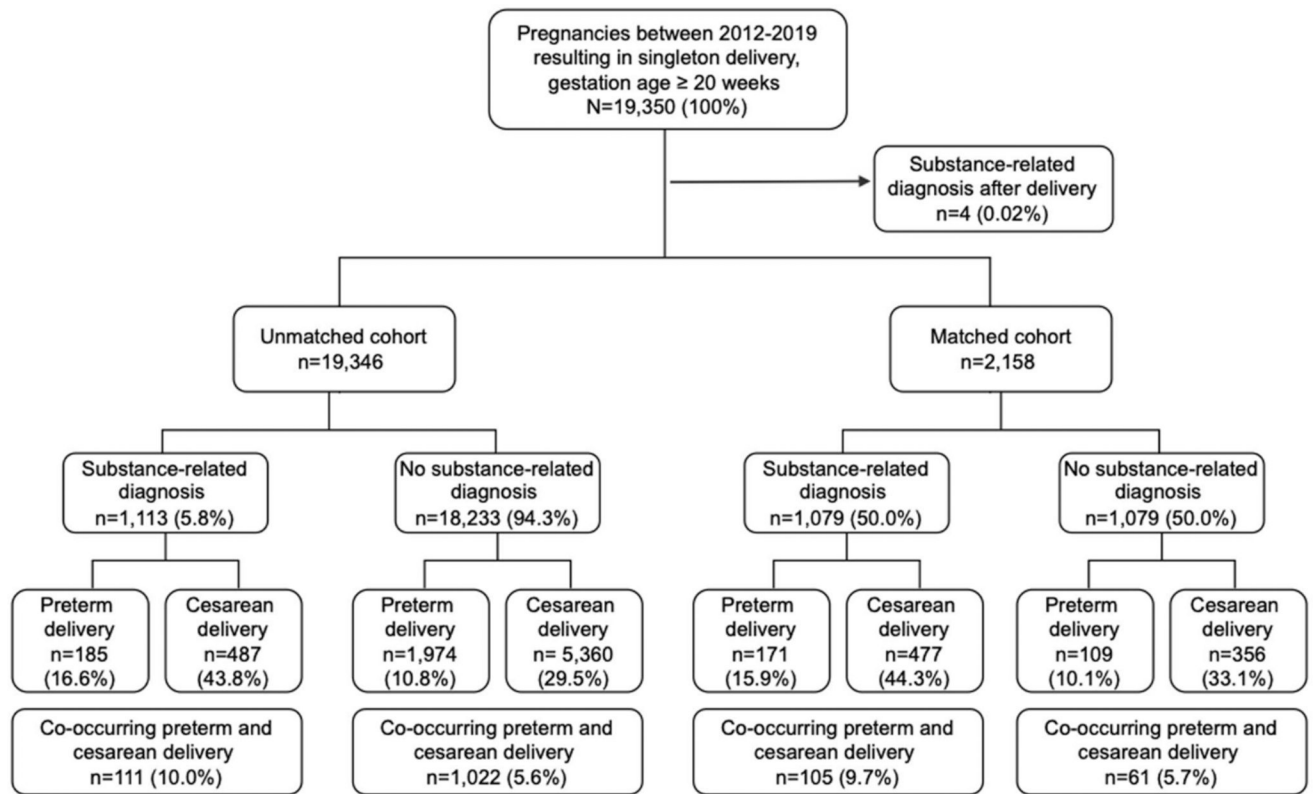 Pregnancies between 2012-2019
resulting in singleton delivery,
gestation age ≥ 20 weeks
N=19,350 (100%)
Substance-related
diagnosis after delivery
n=4 (0.02%)
Unmatched cohort
n=19,346
Matched cohort
n=2,158
Substance-related
diagnosis
n=1,113 (5.8%)
No substance-related
diagnosis
n=18,233 (94.3%)
Substance-related
diagnosis
n=1,079 (50.0%)
No substance-related
diagnosis
n=1,079 (50.0%)
Preterm
delivery
n=185
(16.6%)
Cesarean
delivery
n=487
(43.8%)
Preterm
delivery
n=1,974
(10.8%)
Cesarean
delivery
n= 5,360
(29.5%)
Preterm
delivery
n=171
(15.9%)
Cesarean
delivery
n=477
(44.3%)
Preterm
delivery
n=109
(10.1%)
Cesarean
delivery
n=356
(33.1%)
Co-occurring preterm and
cesarean delivery
n=111 (10.0%)
Co-occurring preterm and
cesarean delivery
n=1,022 (5.6%)
Co-occurring preterm and
cesarean delivery
n=105 (9.7%)
Co-occurring preterm and
cesarean delivery
n=61 (5.7%)